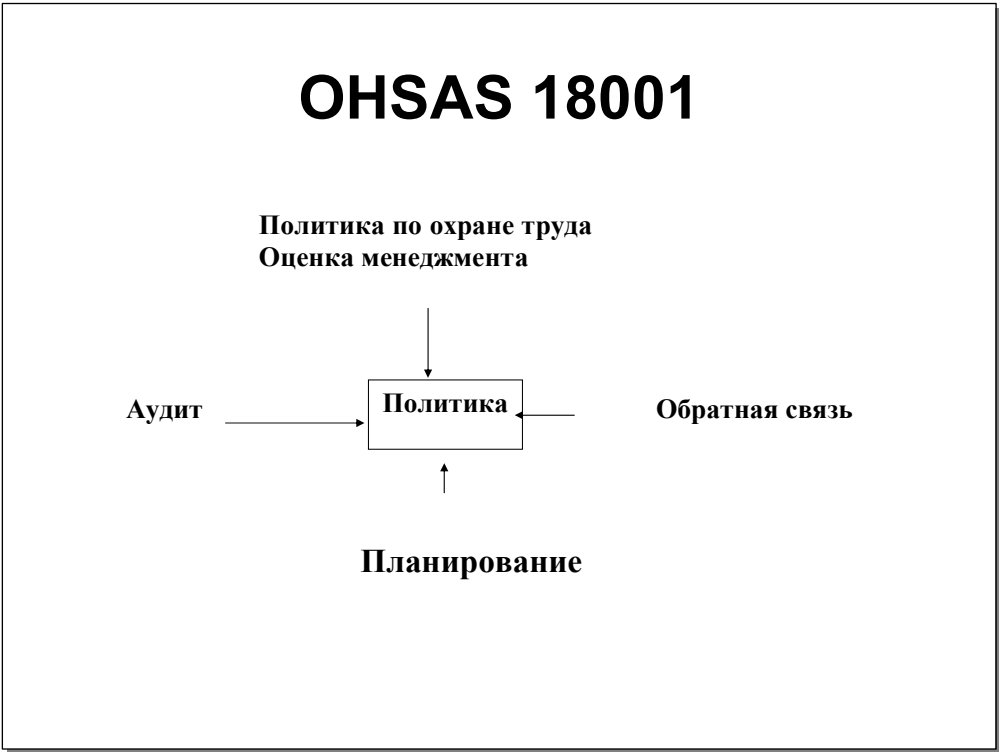 OHSAS 18001
Политика по охране труда
Оценка менеджмента
Политика
Аудит
Обратная связь
Планирование